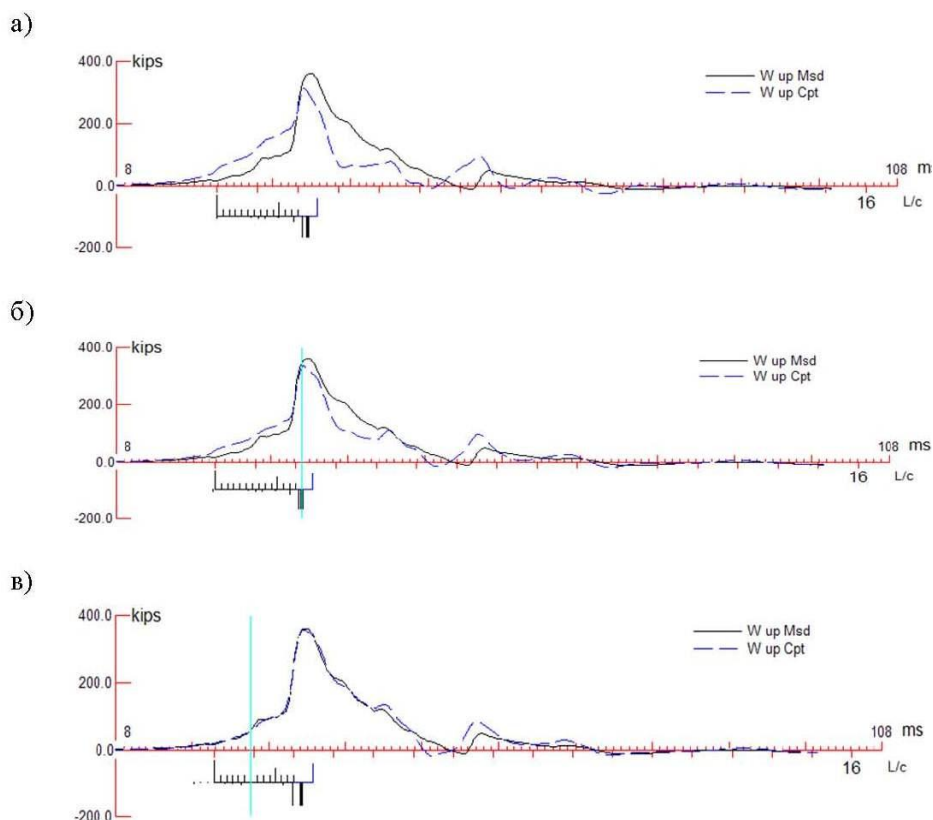 а)
400.0 kips
W up Msd
W up Cpt
200.0
8
108 ms
0.0
16 L/c
-200.0
б)
400.0 kips
W up Msd
W up Cpt
200.0
8
108 ms
0.0
16 L/c
-200.0
в)
400.0 kips
W up Msd
W up Cpt
200.0
8
108 ms
0.0
16 L/c
-200.0